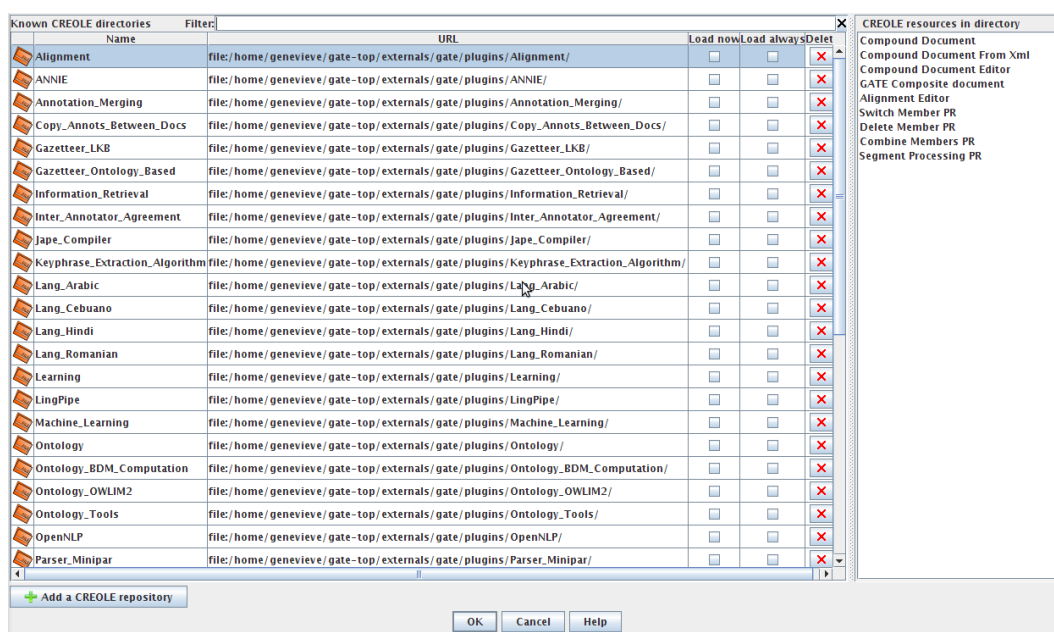 Known CREOLE directories Filter:
Name URL Load now Load always Delet
Alignment file:/home/genevieve/gate-top/externals/gate/plugins/Alignment/
ANNIE file:/home/genevieve/gate-top/externals/gate/plugins/ANNIE/
Annotation_Merging file:/home/genevieve/gate-top/externals/gate/plugins/Annotation_Merging/
Copy_Annots_Between_Docs file:/home/genevieve/gate-top/externals/gate/plugins/Copy_Annots_Between_Docs/
Gazetteer_LKB file:/home/genevieve/gate-top/externals/gate/plugins/Gazetteer_LKB/
Gazetteer_Ontology_Based file:/home/genevieve/gate-top/externals/gate/plugins/Gazetteer_Ontology_Based/
Information_Retrieval file:/home/genevieve/gate-top/externals/gate/plugins/Information_Retrieval/
Inter_Annotator_Agreement file:/home/genevieve/gate-top/externals/gate/plugins/Inter_Annotator_Agreement/
Jape_Compiler file:/home/genevieve/gate-top/externals/gate/plugins/Jape_Compiler/
Keyphrase_Extraction_Algorithm file:/home/genevieve/gate-top/externals/gate/plugins/Keyphrase_Extraction_Algorithm/
Lang_Arabic file:/home/genevieve/gate-top/externals/gate/plugins/Lang_Arabic/
Lang_Cebuano file:/home/genevieve/gate-top/externals/gate/plugins/Lang_Cebuano/
Lang_Hindi file:/home/genevieve/gate-top/externals/gate/plugins/Lang_Hindi/
Lang_Romanian file:/home/genevieve/gate-top/externals/gate/plugins/Lang_Romanian/
Learning file:/home/genevieve/gate-top/externals/gate/plugins/Learning/
LingPipe file:/home/genevieve/gate-top/externals/gate/plugins/LingPipe/
Machine_Learning file:/home/genevieve/gate-top/externals/gate/plugins/Machine_Learning/
Ontology file:/home/genevieve/gate-top/externals/gate/plugins/Ontology/
Ontology_BDM_Computation file:/home/genevieve/gate-top/externals/gate/plugins/Ontology_BDM_Computation/
Ontology_OWLIM2 file:/home/genevieve/gate-top/externals/gate/plugins/Ontology_OWLIM2/
Ontology_Tools file:/home/genevieve/gate-top/externals/gate/plugins/Ontology_Tools/
OpenNLP file:/home/genevieve/gate-top/externals/gate/plugins/OpenNLP/
Parser_Minipar file:/home/genevieve/gate-top/externals/gate/plugins/Parser_Minipar/
Add a CREOLE repository
CREOLE resources in directory
Compound Document
Compound Document From Xml
Compound Document Editor
GATE Composite document
Alignment Editor
Switch Member PR
Delete Member PR
Combine Members PR
Segment Processing PR
OK Cancel Help